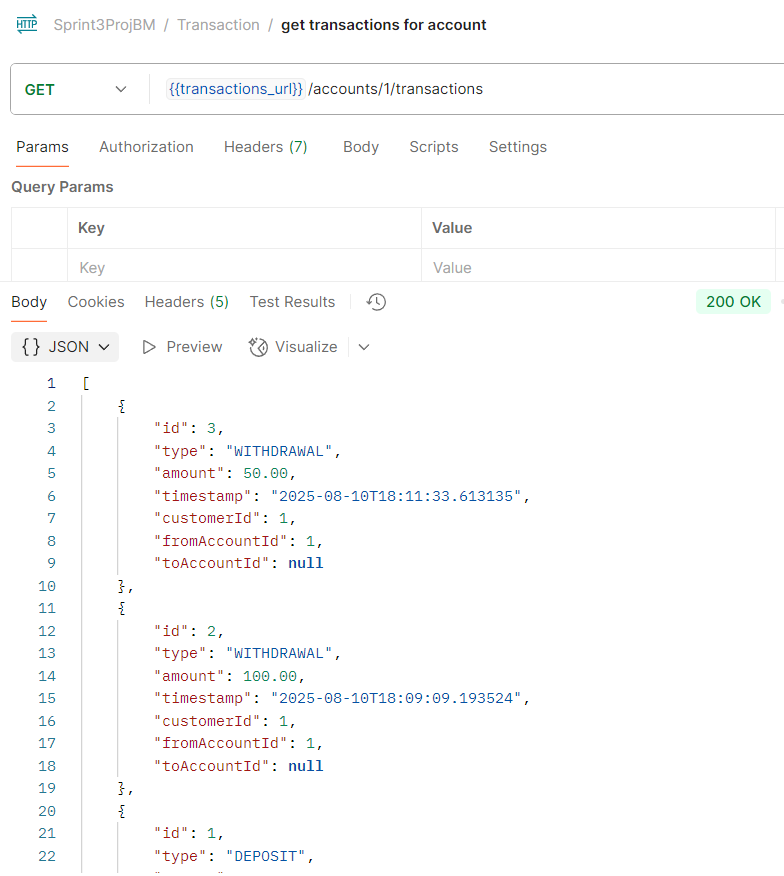 HTTP Sprint3ProjBM / Transaction / get transactions for account
GET {{transactions_url}} /accounts/1/transactions
Params Authorization Headers (7) Body Scripts Settings
Query Params
Key Value
Key Value
Body Cookies Headers (5) Test Results 200 OK
{} JSON Preview Visualize
1 [
2 {
3 "id": 3,
4 "type": "WITHDRAWAL",
5 "amount": 50.00,
6 "timestamp": "2025-08-10T18:11:33.613135",
7 "customerId": 1,
8 "fromAccountId": 1,
9 "toAccountId": null
10 },
11 {
12 "id": 2,
13 "type": "WITHDRAWAL",
14 "amount": 100.00,
15 "timestamp": "2025-08-10T18:09:09.193524",
16 "customerId": 1,
17 "fromAccountId": 1,
18 "toAccountId": null
19 },
20 {
21 "id": 1,
22 "type": "DEPOSIT",